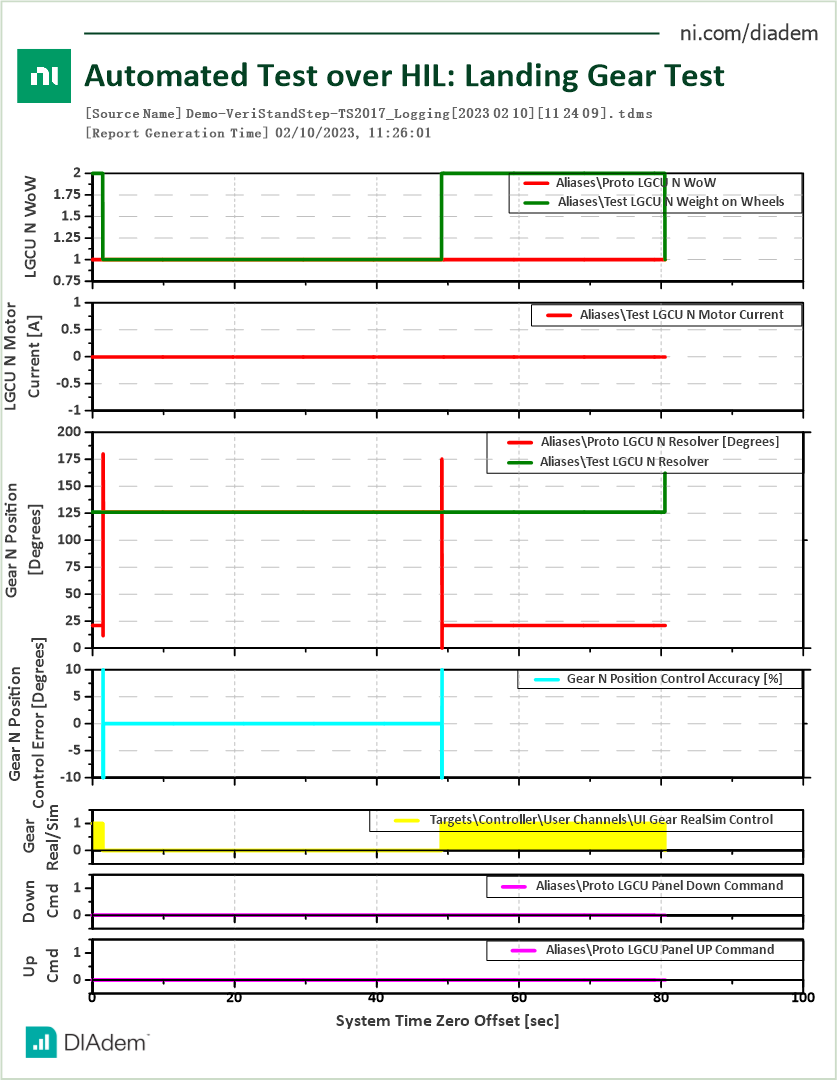 ni.com/diadem
ni
Automated Test over HIL: Landing Gear Test
[Source Name] Demo-VeriStandStep-TS2017_Logging[2023 02 10][11 24 09].tdms
[Report Generation Time] 02/10/2023, 11:26:01
LGCU N WoW
2
1.75
1.5
1.25
1
0.75
Aliases\Proto LGCU N WoW
Aliases\Test LGCU N Weight on Wheels
LGCU N Motor
Current [A]
1
0.5
0
-0.5
-1
Aliases\Test LGCU N Motor Current
Gear N Position
[Degrees]
200
175
150
125
100
75
50
25
0
Aliases\Proto LGCU N Resolver [Degrees]
Aliases\Test LGCU N Resolver
Gear N Position
Control Error [Degrees]
10
5
0
-5
-10
Gear N Position Control Accuracy [%]
Gear
Real/Sim
1
0
Targets\Controller\User Channels\UI Gear RealSim Control
Down
Cmd
1
0
Aliases\Proto LGCU Panel Down Command
Up
Cmd
1
0
Aliases\Proto LGCU Panel UP Command
0 20 40 60 80 100
System Time Zero Offset [sec]
DIAdem™